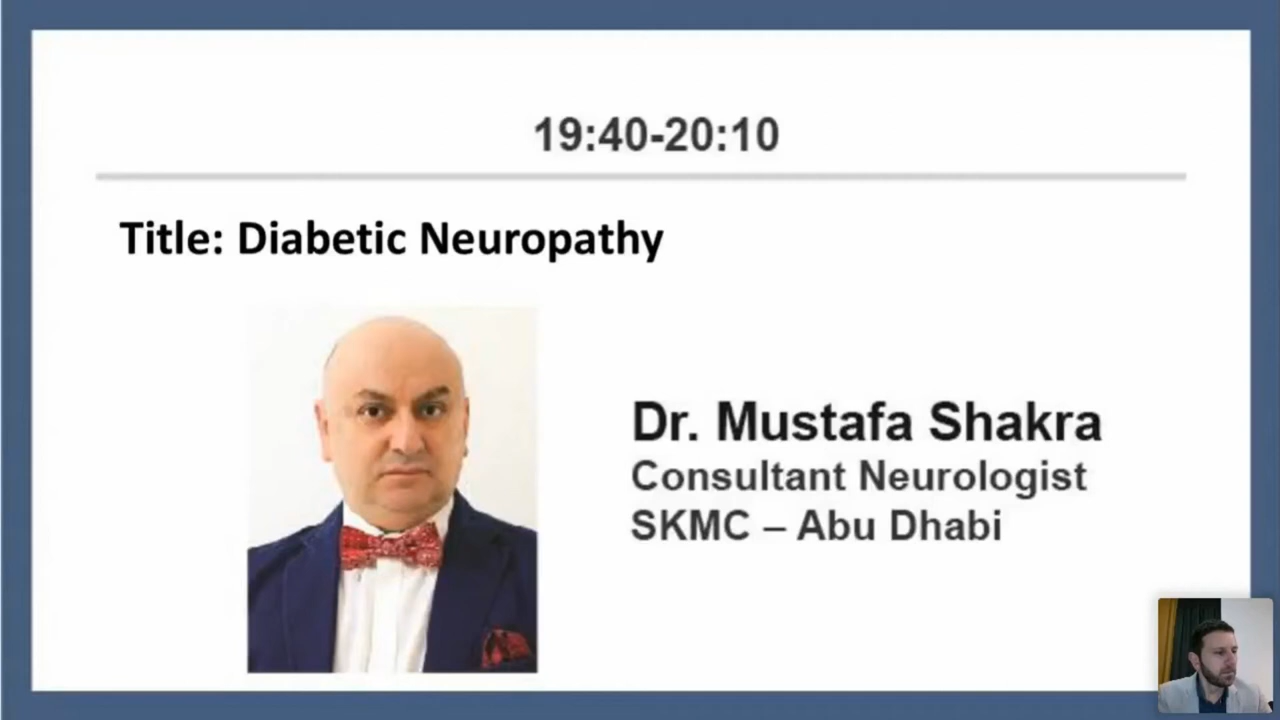 19:40-20:10
Title: Diabetic Neuropathy
Dr. Mustafa Shakra
Consultant Neurologist
SKMC – Abu Dhabi